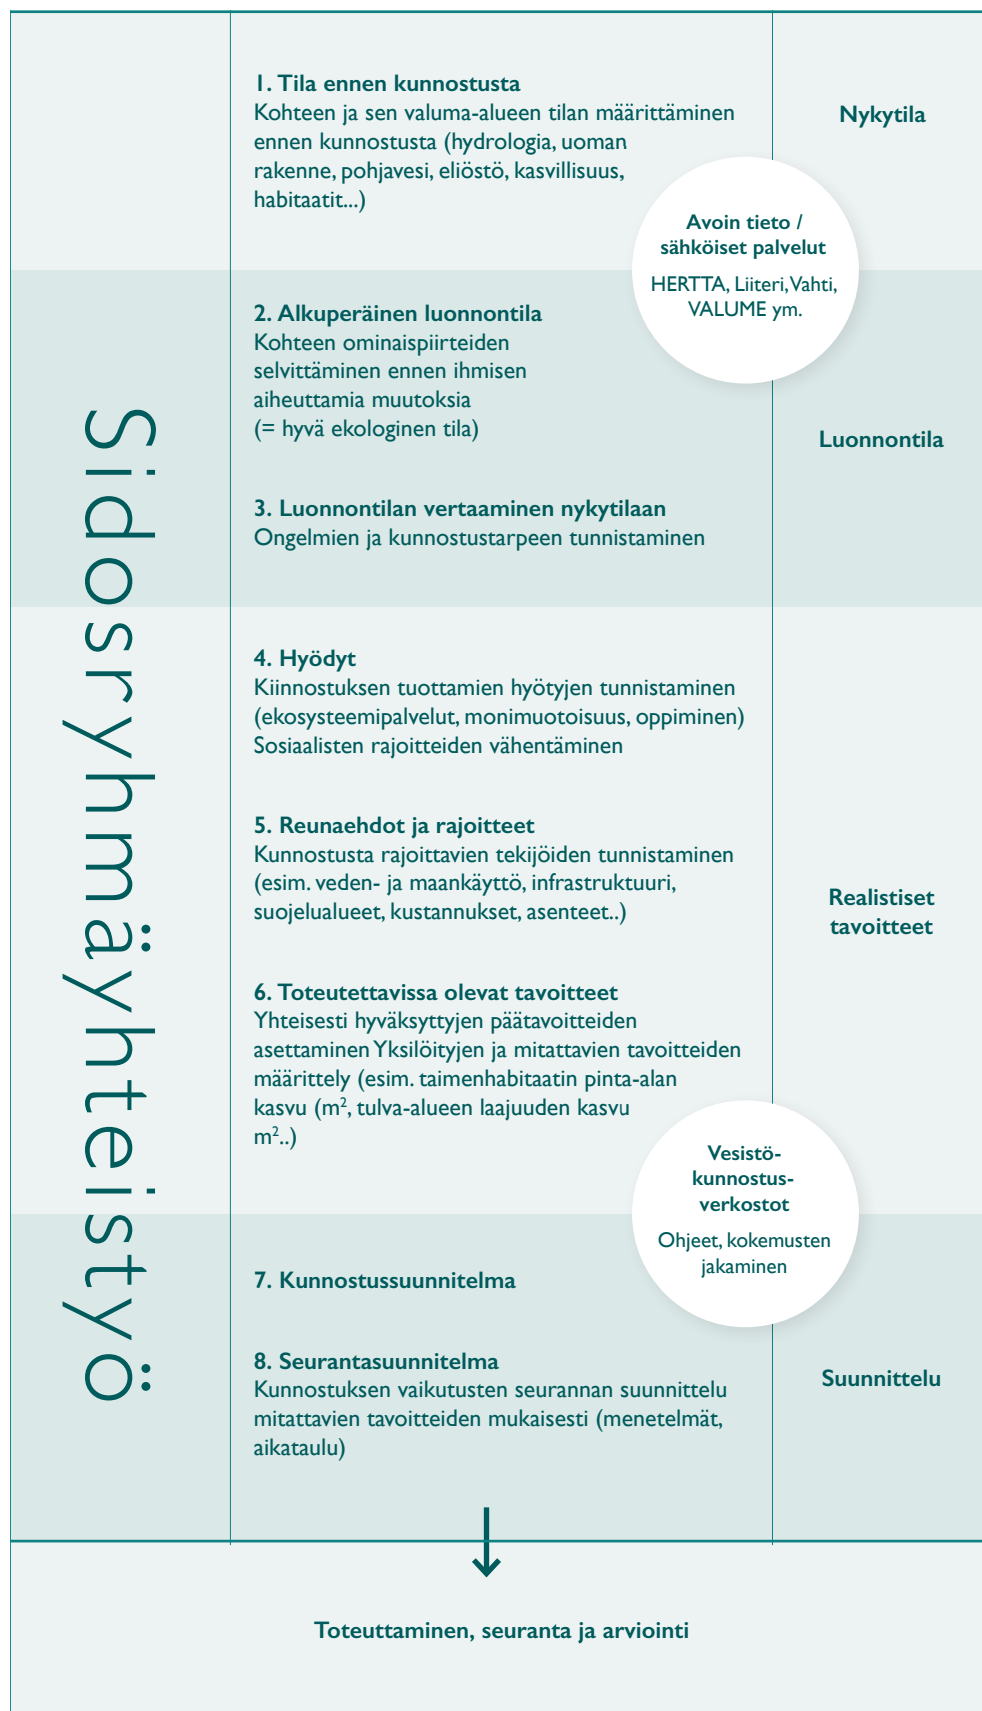 Sidosryhmäyhteistyö
1. Tila ennen kunnostusta
Kohteen ja sen valuma-alueen tilan määrittäminen
ennen kunnostusta (hydrologia, uoman
rakenne, pohjavesi, eliöstö, kasvillisuus,
habitaatit...)
Nykytila
Avoin tieto /
sähköiset palvelut
HERTTA, Liiteri, Vahti,
VALUME ym.
2. Alkuperäinen luonnontila
Kohteen ominaispiirteiden
selvittäminen ennen ihmisen
aiheuttamia muutoksia
(= hyvä ekologinen tila)
Luonnontila
3. Luonnontilan vertaaminen nykytilaan
Ongelmien ja kunnostustarpeen tunnistaminen
4. Hyödyt
Kiinnostuksen tuottamien hyötyjen tunnistaminen
(ekosysteemipalvelut, monimuotoisuus, oppiminen)
Sosiaalisten rajoitteiden vähentäminen
5. Reunaehdot ja rajoitteet
Kunnostusta rajoittavien tekijöiden tunnistaminen
(esim. veden- ja maankäyttö, infrastruktuuri,
suojelualueet, kustannukset, asenteet..)
Realistiset
tavoitteet
6. Toteutettavissa olevat tavoitteet
Yhteisesti hyväksyttyjen päätavoitteiden
asettaminen Yksilöityjen ja mitattavien tavoitteiden
määrittely (esim. taimenhabitaatin pinta-alan
kasvu (m², tulva-alueen laajuuden kasvu
m²..)
Vesistö-
kunnostus-
verkostot
Ohjeet, kokemusten
jakaminen
7. Kunnostussuunnitelma
8. Seurantasuunnitelma
Kunnostuksen vaikutusten seurannan suunnittelu
mitattavien tavoitteiden mukaisesti (menetelmät,
aikataulu)
Suunnittelu
Toteuttaminen, seuranta ja arviointi